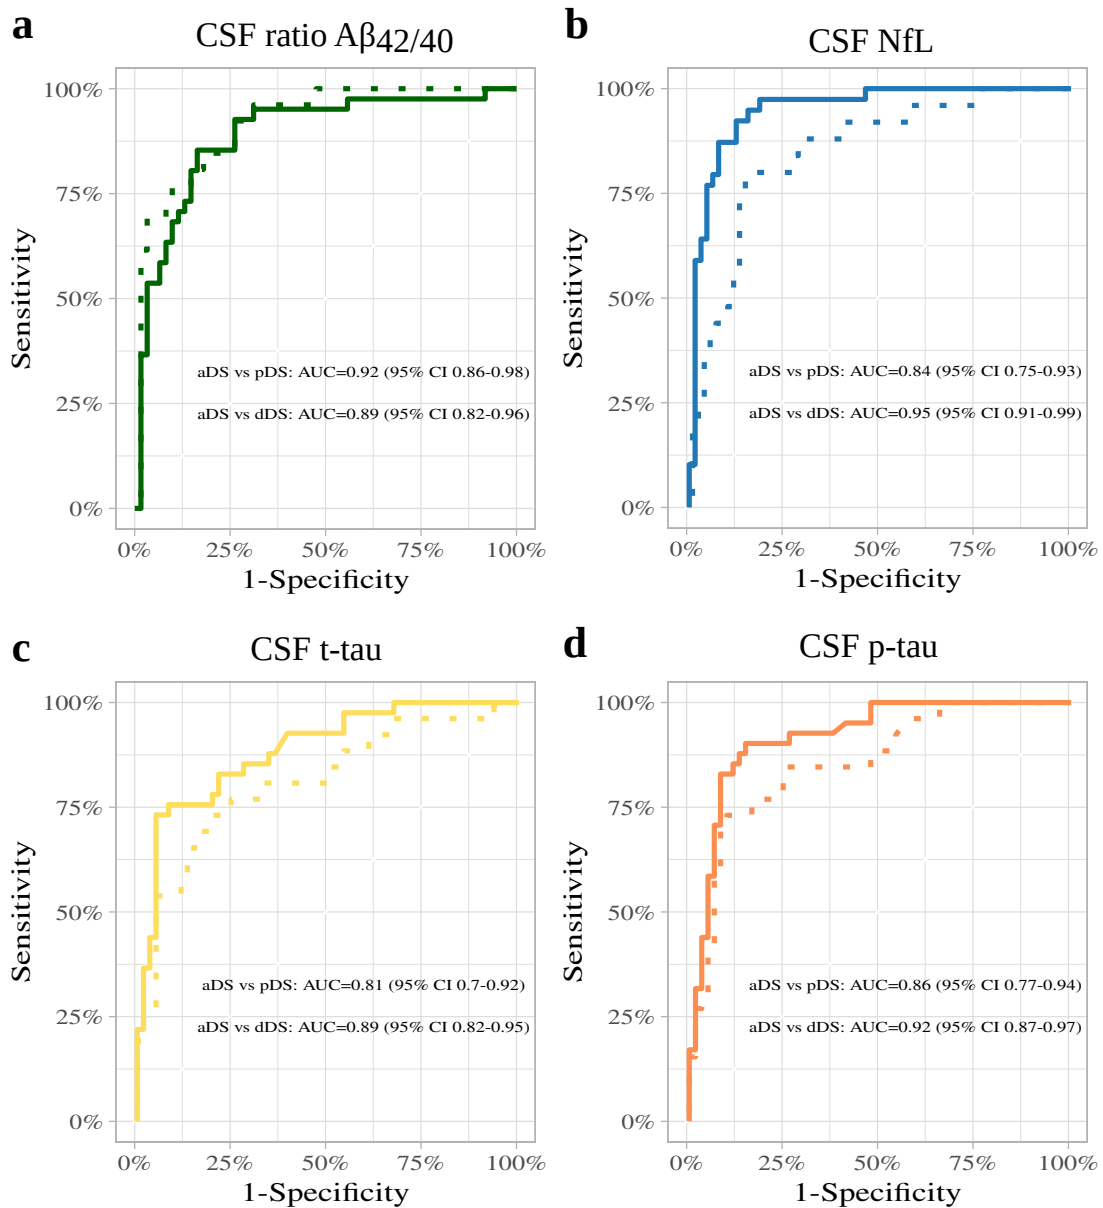 a
CSF ratio Aβ42/40
100%
75%
50%
25%
0%
Sensitivity
aDS vs pDS: AUC=0.92 (95% CI 0.86-0.98)
aDS vs dDS: AUC=0.89 (95% CI 0.82-0.96)
0% 25% 50% 75% 100%
1-Specificity
b
CSF NfL
100%
75%
50%
25%
0%
Sensitivity
aDS vs pDS: AUC=0.84 (95% CI 0.75-0.93)
aDS vs dDS: AUC=0.95 (95% CI 0.91-0.99)
0% 25% 50% 75% 100%
1-Specificity
c
CSF t-tau
100%
75%
50%
25%
0%
Sensitivity
aDS vs pDS: AUC=0.81 (95% CI 0.7-0.92)
aDS vs dDS: AUC=0.89 (95% CI 0.82-0.95)
0% 25% 50% 75% 100%
1-Specificity
d
CSF p-tau
100%
75%
50%
25%
0%
Sensitivity
aDS vs pDS: AUC=0.86 (95% CI 0.77-0.94)
aDS vs dDS: AUC=0.92 (95% CI 0.87-0.97)
0% 25% 50% 75% 100%
1-Specificity